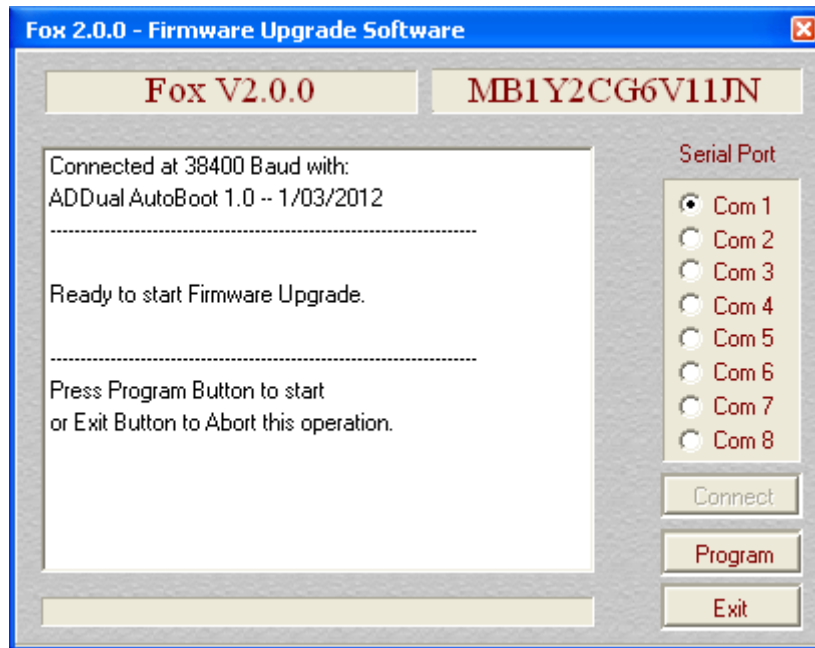 Fox 2.0.0 - Firmware Upgrade Software
Fox V2.0.0
MB1Y2CG6V11JN
Connected at 38400 Baud with:
ADDual AutoBoot 1.0 -- 1/03/2012
-----------------------------------------------------------------------
Ready to start Firmware Upgrade.
-----------------------------------------------------------------------
Press Program Button to start
or Exit Button to Abort this operation.
Serial Port
Com 1
Com 2
Com 3
Com 4
Com 5
Com 6
Com 7
Com 8
Connect
Program
Exit